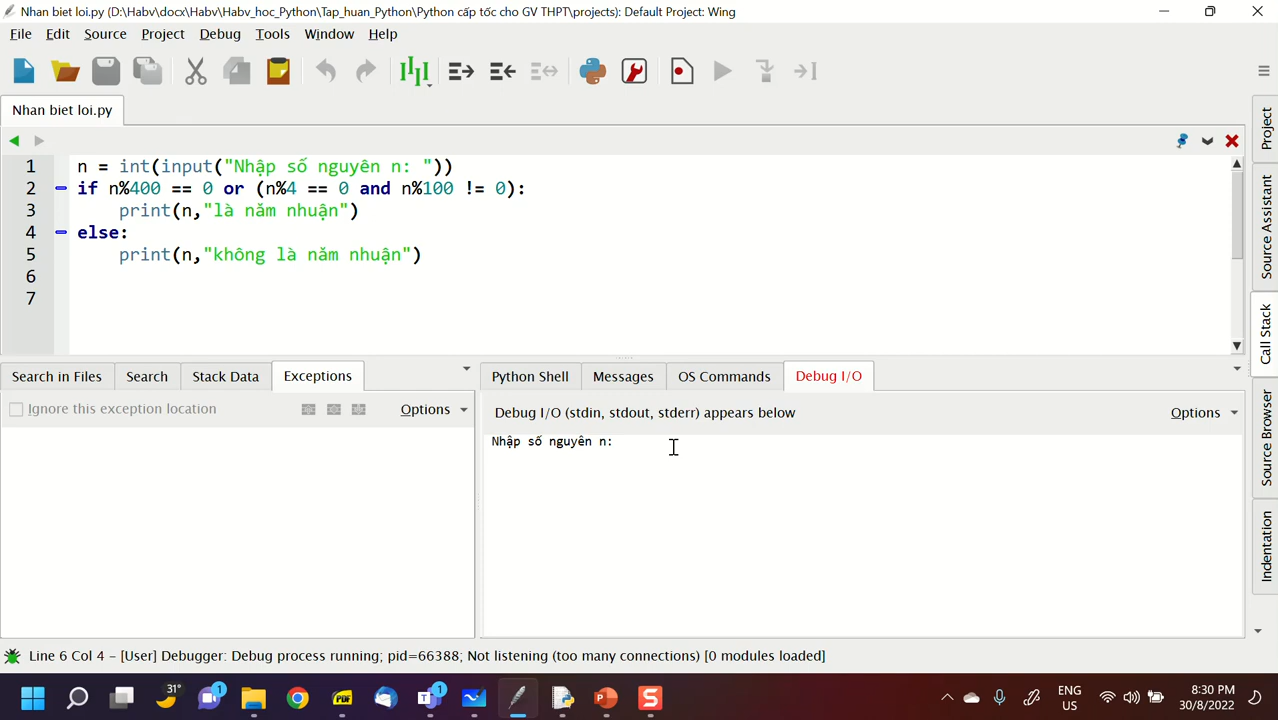 Nhan biet loi.py (D:\Habv\docx\Habv\Habv_hoc_Python\Tap_huan_Python\Python cấp tốc cho GV THPT\projects): Default Project: Wing
File Edit Source Project Debug Tools Window Help
Nhan biet loi.py
1 n = int(input("Nhập số nguyên n: "))
2 if n%400 == 0 or (n%4 == 0 and n%100 != 0):
3 print(n,"là năm nhuận")
4 else:
5 print(n,"không là năm nhuận")
6
7
Project
Source Assistant
Call Stack
Source Browser
Indentation
Search in Files Search Stack Data Exceptions
Ignore this exception location Options
Python Shell Messages OS Commands Debug I/O
Debug I/O (stdin, stdout, stderr) appears below Options
Nhập số nguyên n:
Line 6 Col 4 – [User] Debugger: Debug process running; pid=66388; Not listening (too many connections) [0 modules loaded]
31°
1
1
PDF
ENG
US
8:30 PM
30/8/2022